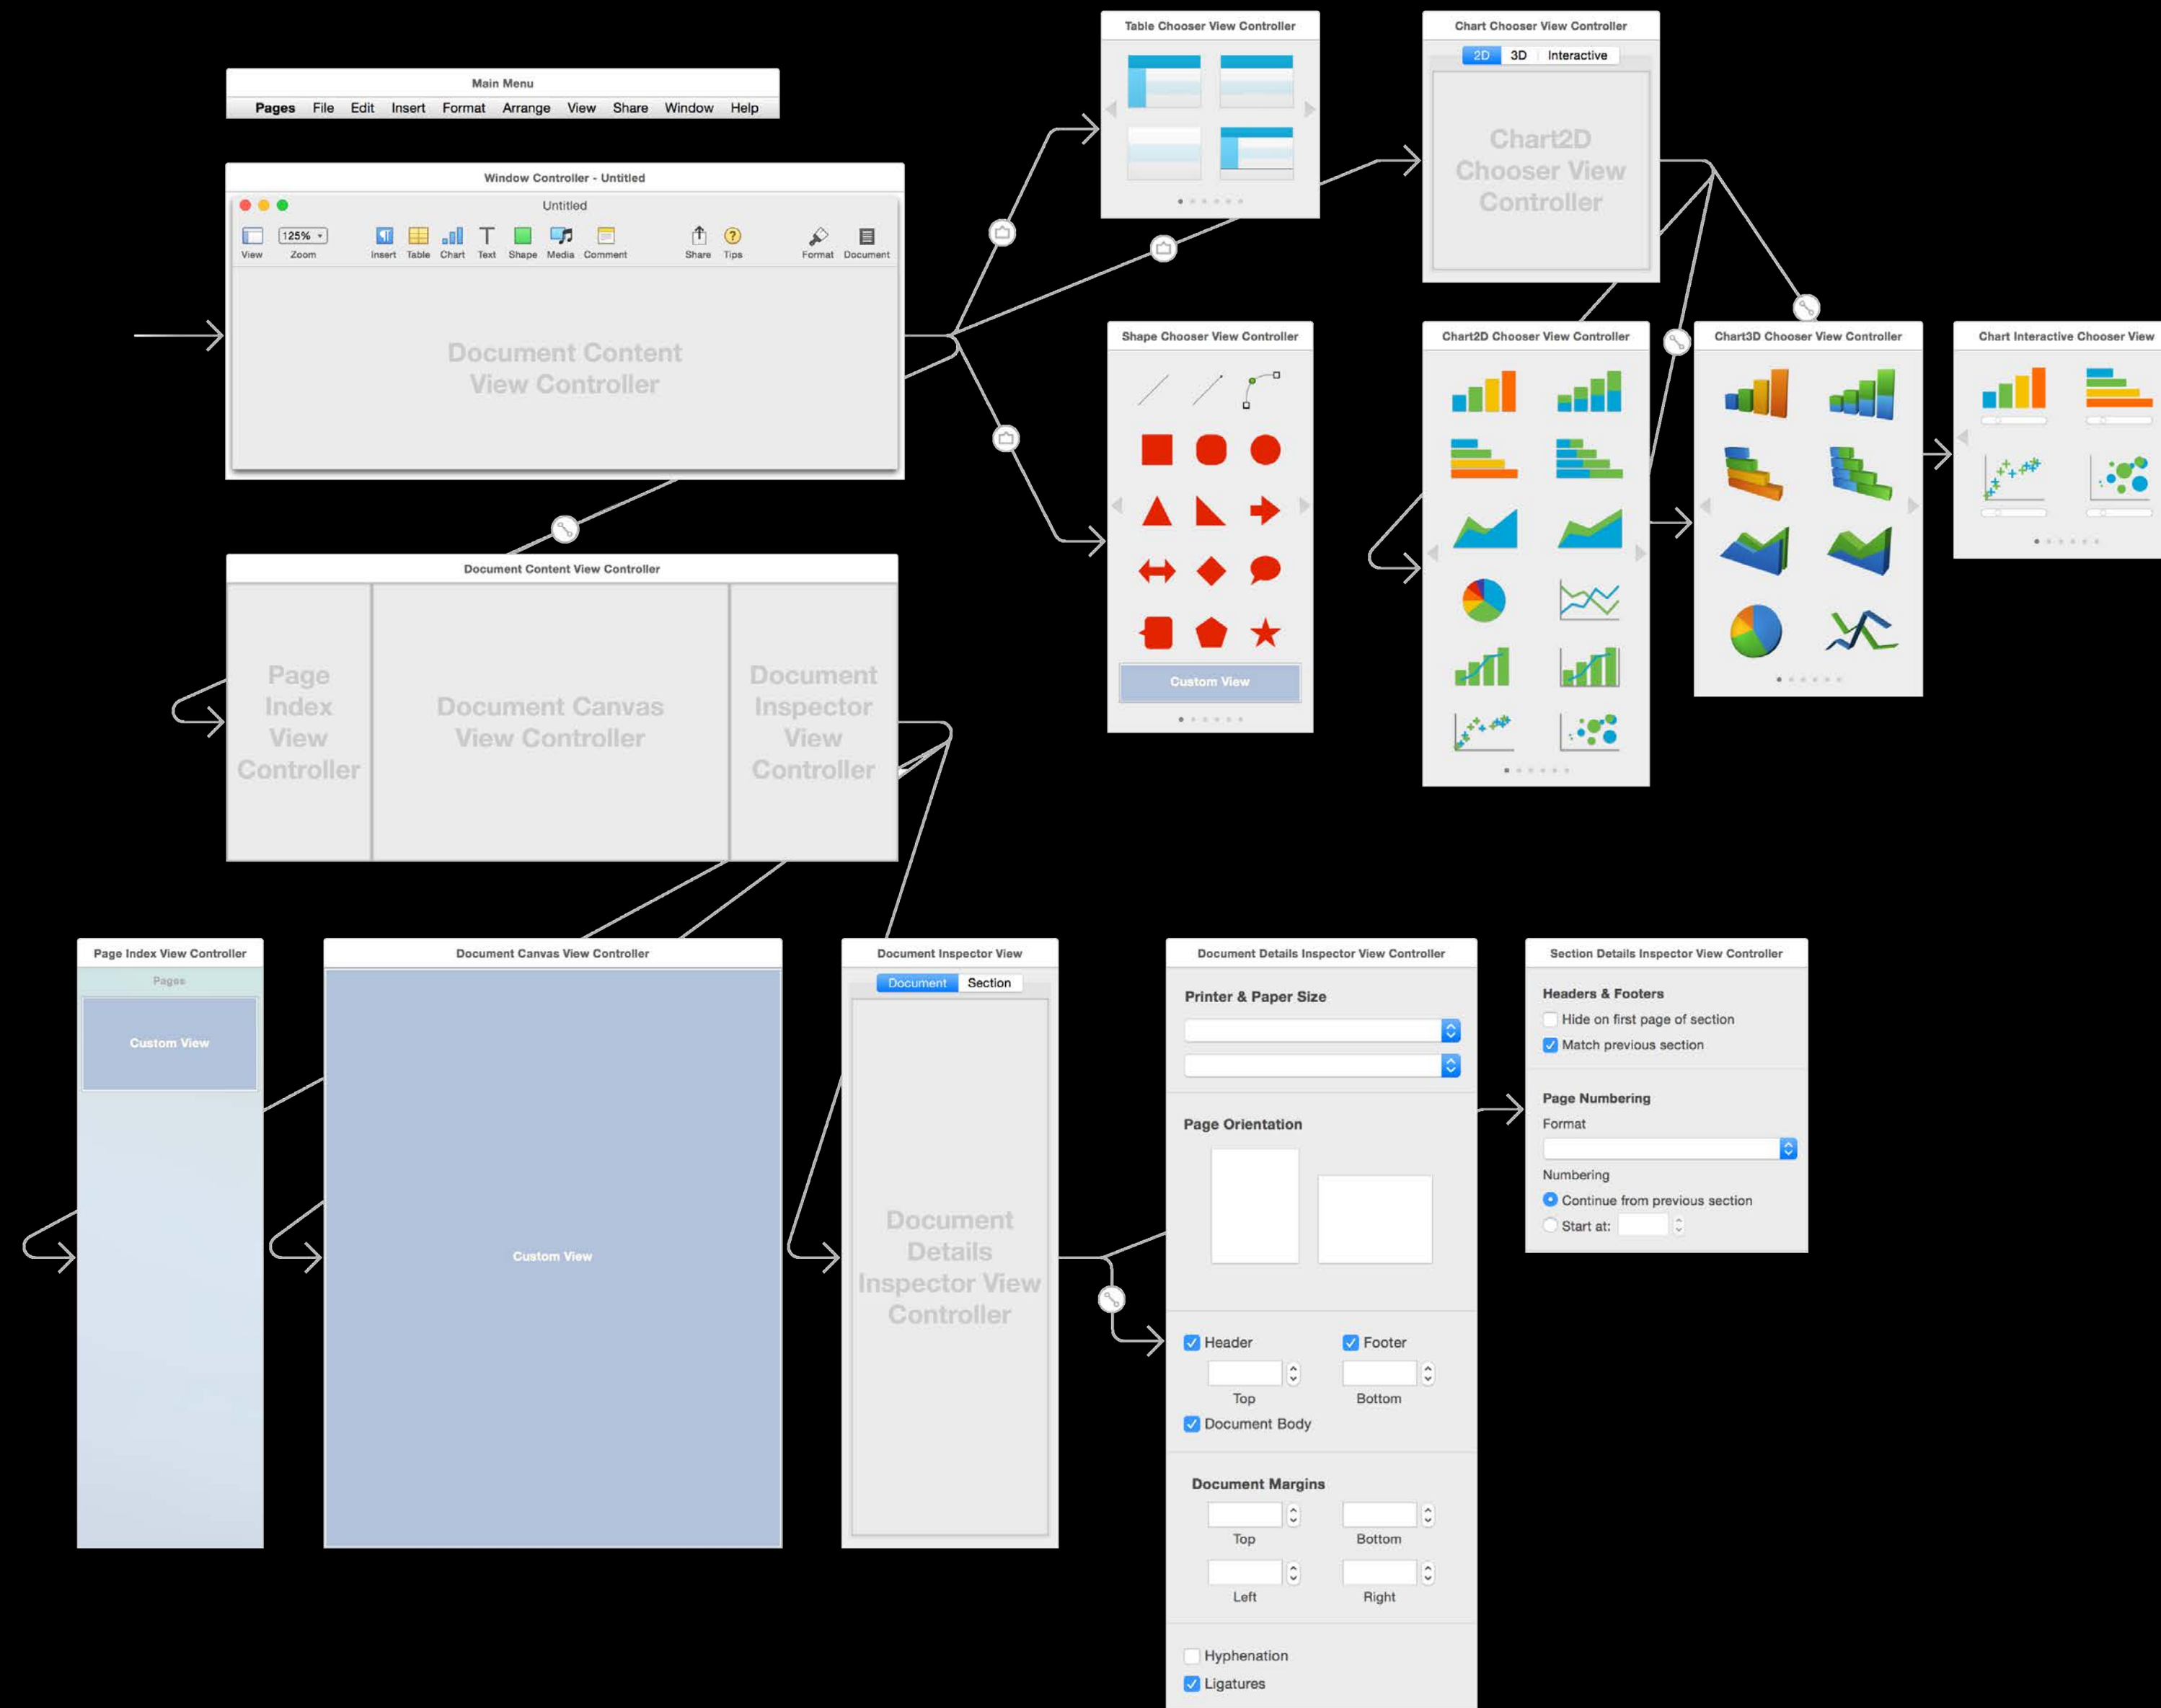 Main Menu
Pages File Edit Insert Format Arrange View Share Window Help
Window Controller - Untitled
Untitled
125%
View Zoom Insert Table Chart Text Shape Media Comment Share Tips Format Document
Document Content
View Controller
Table Chooser View Controller
Chart Chooser View Controller
2D 3D Interactive
Chart2D
Chooser View
Controller
Shape Chooser View Controller
Custom View
Chart2D Chooser View Controller
Chart3D Chooser View Controller
Chart Interactive Chooser View
Document Content View Controller
Page
Index
View
Controller
Document Canvas
View Controller
Document
Inspector
View
Controller
Page Index View Controller
Pages
Custom View
Document Canvas View Controller
Custom View
Document Inspector View
Document Section
Document
Details
Inspector View
Controller
Document Details Inspector View Controller
Printer & Paper Size
Page Orientation
Header Footer
Top Bottom
Document Body
Document Margins
Top Bottom
Left Right
Hyphenation
Ligatures
Section Details Inspector View Controller
Headers & Footers
Hide on first page of section
Match previous section
Page Numbering
Format
Numbering
Continue from previous section
Start at: